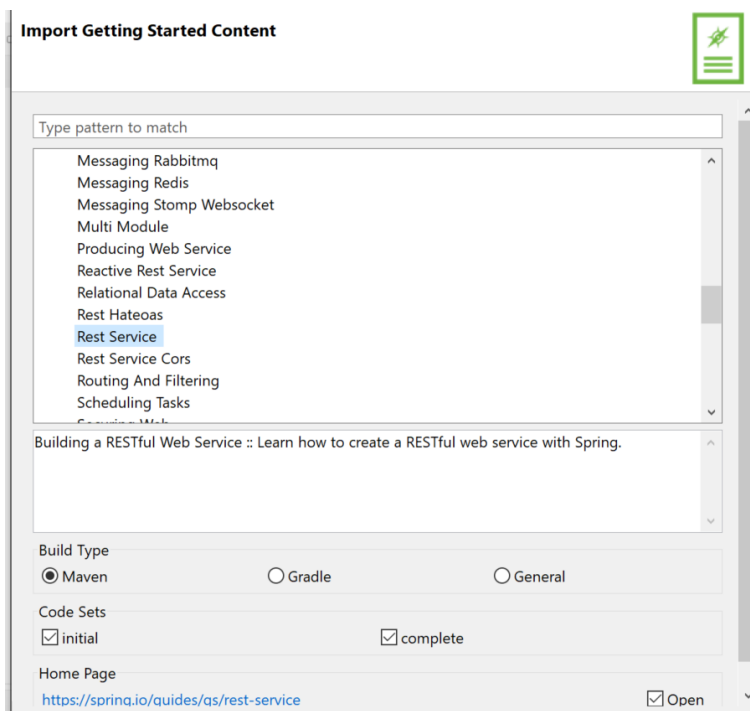 Import Getting Started Content
Type pattern to match
Messaging Rabbitmq
Messaging Redis
Messaging Stomp Websocket
Multi Module
Producing Web Service
Reactive Rest Service
Relational Data Access
Rest Hateoas
Rest Service
Rest Service Cors
Routing And Filtering
Scheduling Tasks
Securing Web
Building a RESTful Web Service :: Learn how to create a RESTful web service with Spring.
Build Type
Maven Gradle General
Code Sets
initial complete
Home Page
https://spring.io/guides/gs/rest-service Open